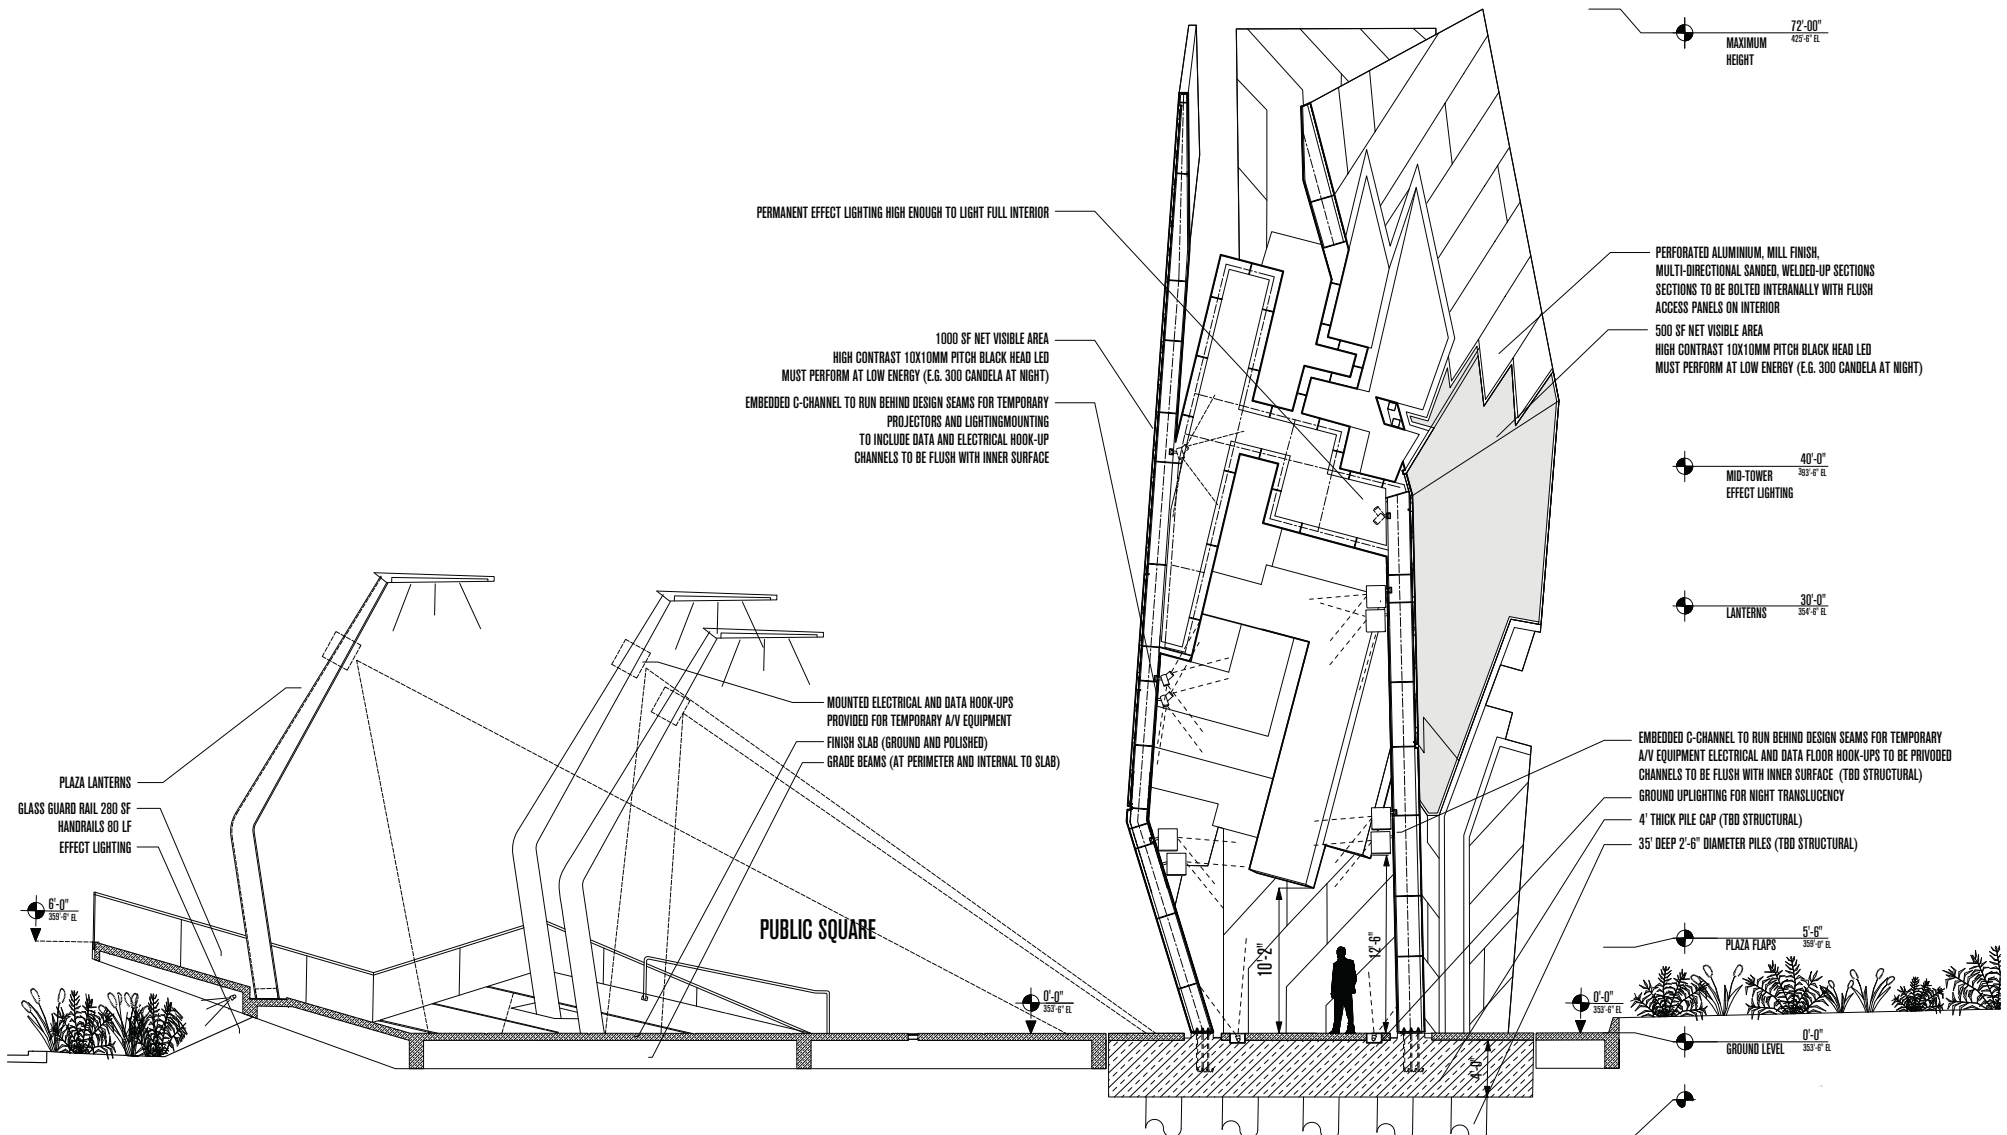 72'-00"
425'-6" EL
MAXIMUM
HEIGHT
PERMANENT EFFECT LIGHTING HIGH ENOUGH TO LIGHT FULL INTERIOR
PERFORATED ALUMINIUM, MILL FINISH,
MULTI-DIRECTIONAL SANDED, WELDED-UP SECTIONS
SECTIONS TO BE BOLTED INTERANALLY WITH FLUSH
ACCESS PANELS ON INTERIOR
500 SF NET VISIBLE AREA
HIGH CONTRAST 10X10MM PITCH BLACK HEAD LED
MUST PERFORM AT LOW ENERGY (E.G. 300 CANDELA AT NIGHT)
1000 SF NET VISIBLE AREA
HIGH CONTRAST 10X10MM PITCH BLACK HEAD LED
MUST PERFORM AT LOW ENERGY (E.G. 300 CANDELA AT NIGHT)
EMBEDDED C-CHANNEL TO RUN BEHIND DESIGN SEAMS FOR TEMPORARY
PROJECTORS AND LIGHTINGMOUNTING
TO INCLUDE DATA AND ELECTRICAL HOOK-UP
CHANNELS TO BE FLUSH WITH INNER SURFACE
40'-0"
393'-6" EL
MID-TOWER
EFFECT LIGHTING
30'-0"
354'-6" EL
LANTERNS
MOUNTED ELECTRICAL AND DATA HOOK-UPS
PROVIDED FOR TEMPORARY A/V EQUIPMENT
FINISH SLAB (GROUND AND POLISHED)
GRADE BEAMS (AT PERIMETER AND INTERNAL TO SLAB)
EMBEDDED C-CHANNEL TO RUN BEHIND DESIGN SEAMS FOR TEMPORARY
A/V EQUIPMENT ELECTRICAL AND DATA FLOOR HOOK-UPS TO BE PRIVODED
CHANNELS TO BE FLUSH WITH INNER SURFACE (TBD STRUCTURAL)
GROUND UPLIGHTING FOR NIGHT TRANSLUCENCY
4' THICK PILE CAP (TBD STRUCTURAL)
35' DEEP 2'-6" DIAMETER PILES (TBD STRUCTURAL)
PLAZA LANTERNS
GLASS GUARD RAIL 280 SF
HANDRAILS 80 LF
EFFECT LIGHTING
6'-0"
359'-6" EL
PUBLIC SQUARE
10'-2"
12'-6"
5'-6"
359'-0" EL
PLAZA FLAPS
0'-0"
353'-6" EL
0'-0"
353'-6" EL
0'-0"
353'-6" EL
GROUND LEVEL
4'-0"